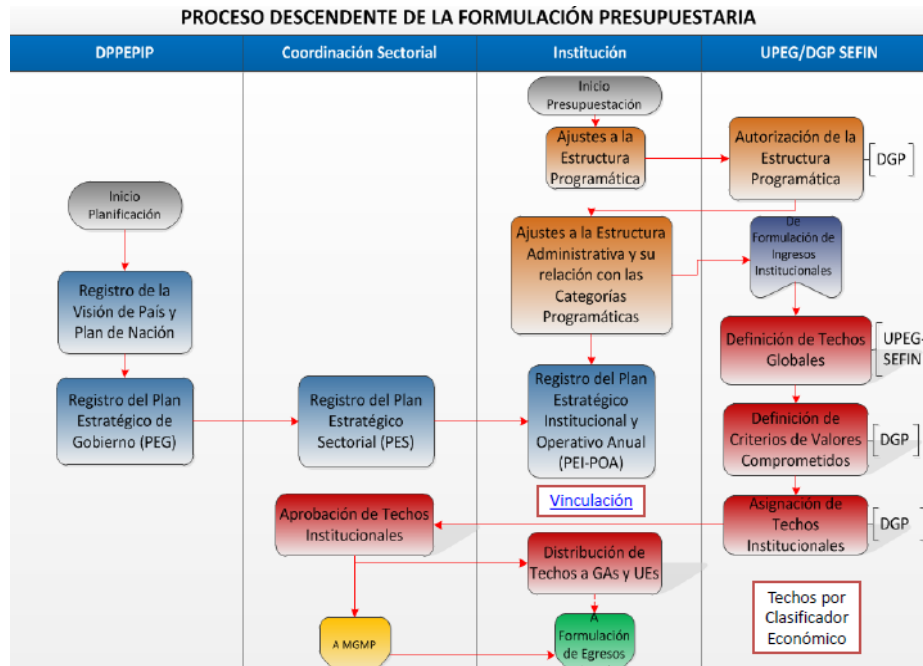 PROCESO DESCENDENTE DE LA FORMULACIÓN PRESUPUESTARIA
DPPEPIP
Coordinación Sectorial
Institución
UPEG/DGP SEFIN
Inicio
Presupuestación
Ajustes a la
Estructura
Programática
Autorización de la
Estructura
Programática
DGP
Inicio
Planificación
Ajustes a la Estructura
Administrativa y su
relación con las
Categorías
Programáticas
De
Formulación de
Ingresos
Institucionales
Registro de la
Visión de País y
Plan de Nación
Definición de Techos
Globales
UPEG-
SEFIN
Registro del Plan
Estratégico de
Gobierno (PEG)
Registro del Plan
Estratégico
Sectorial (PES)
Registro del Plan
Estratégico
Institucional y
Operativo Anual
(PEI-POA)
Definición de
Criterios de Valores
Comprometidos
DGP
Vinculación
Aprobación de Techos
Institucionales
Asignación de
Techos
Institucionales
DGP
Distribución de
Techos a GAs y UEs
Techos por
Clasificador
Económico
A MGMP
A
Formulación
de Egresos